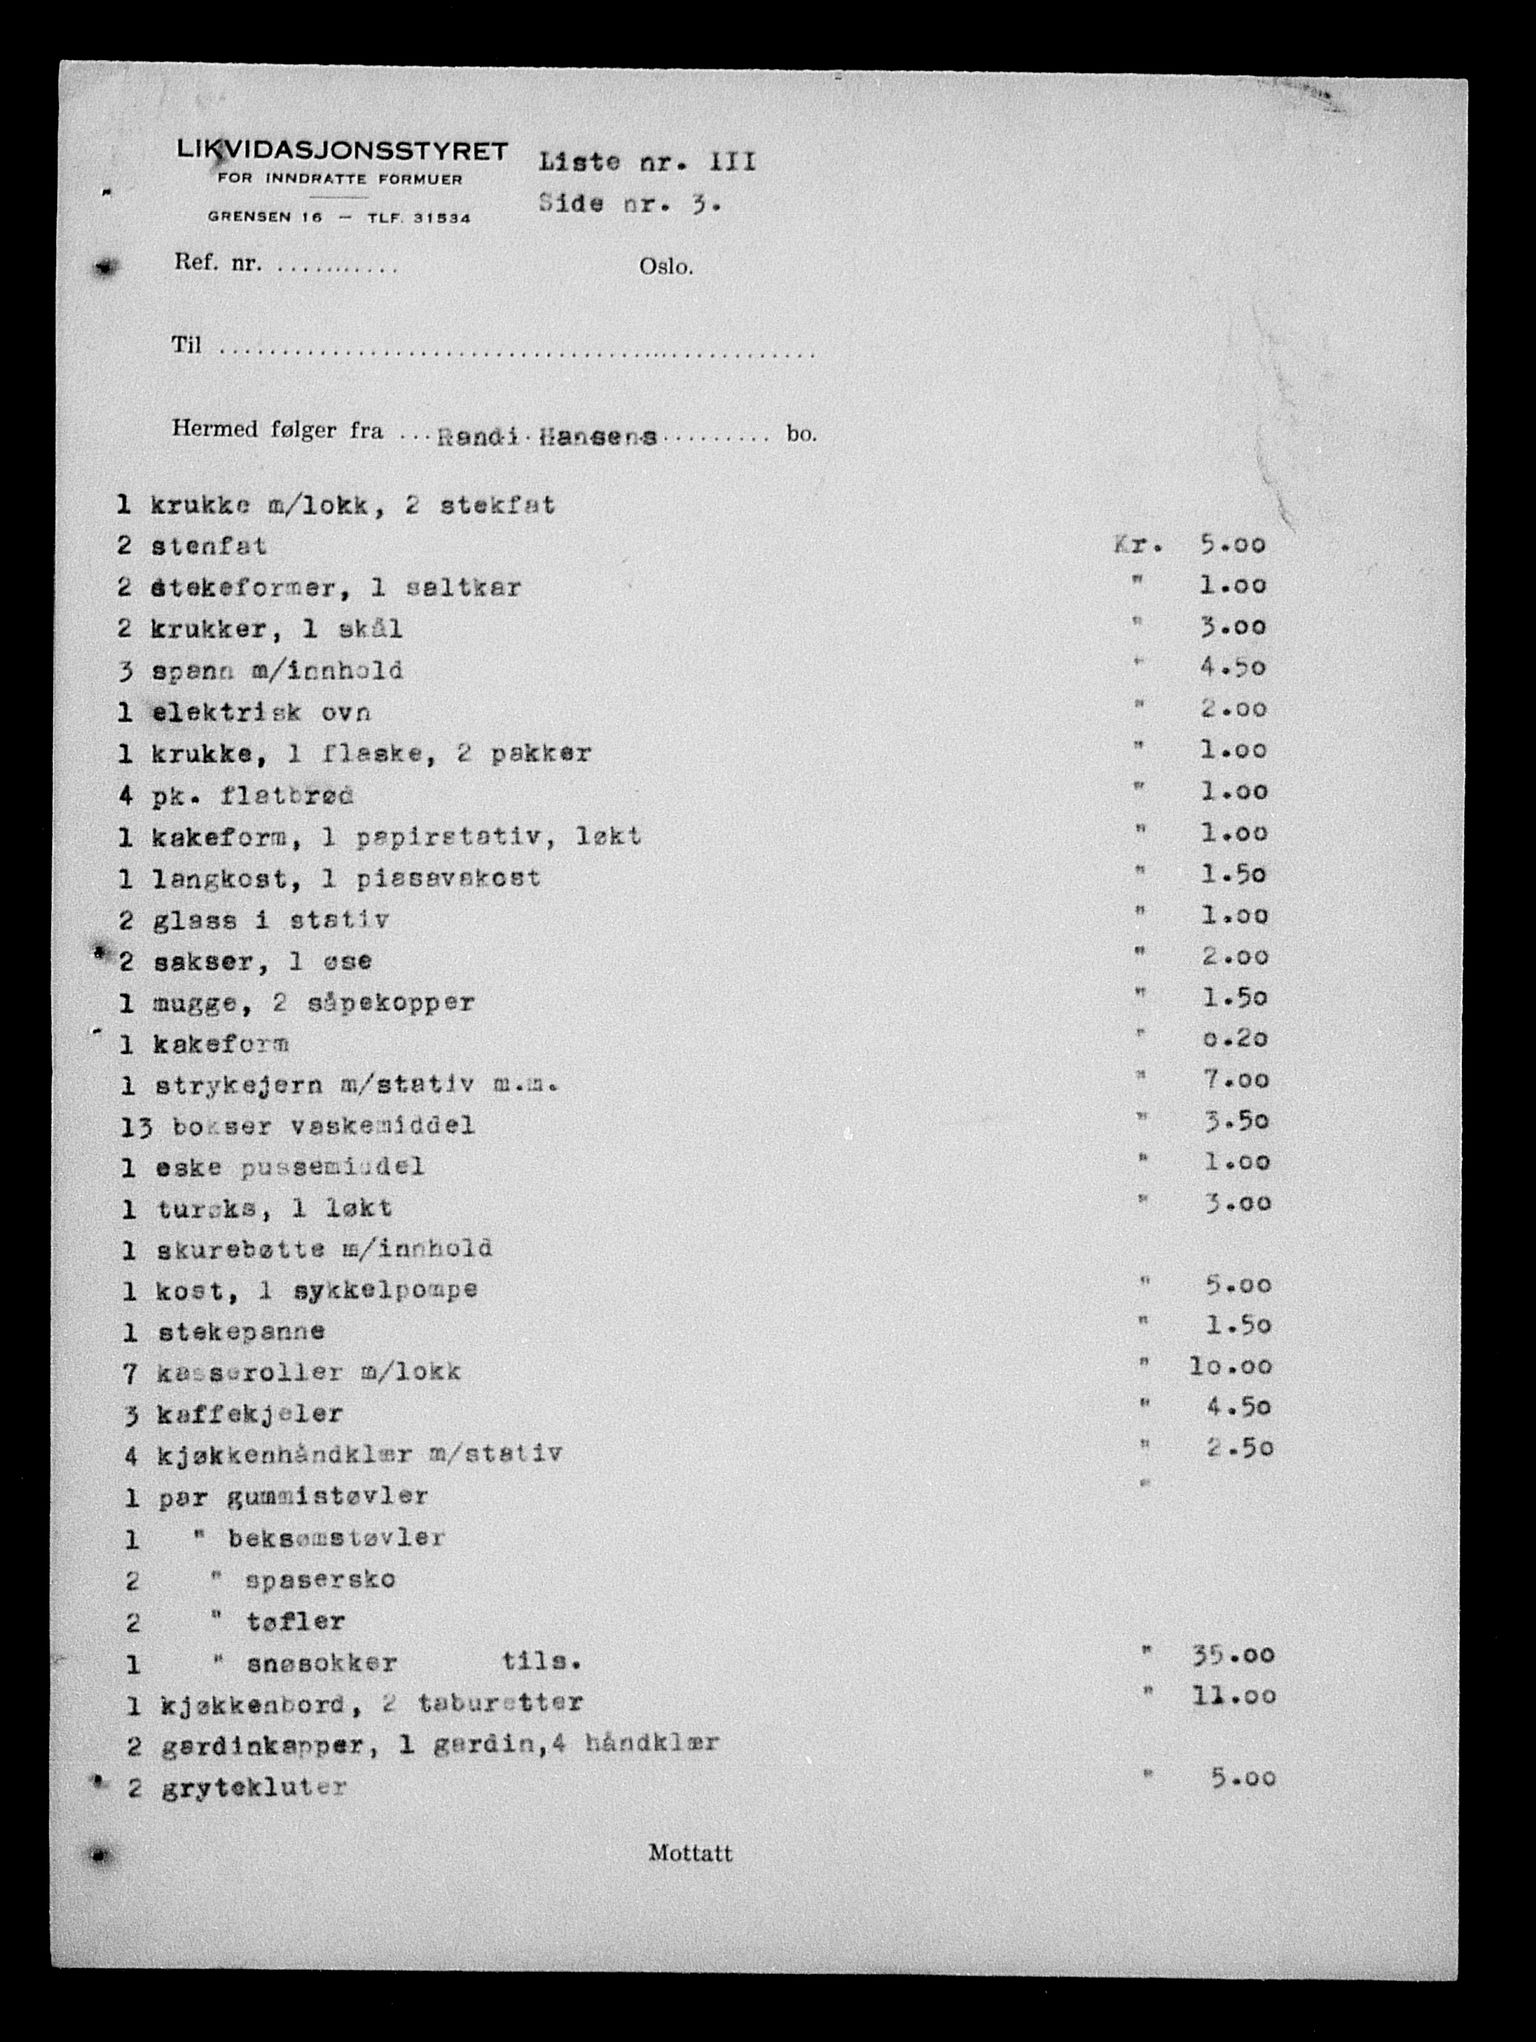 LIKVIDASJONSSTYRET
FOR INNDRATTE FORMUER
GRENSEN 16 — TLF. 31534
Liste nr. III
Side nr. 3.
Ref. nr. ........... Oslo.
Til ................................................
Hermed følger fra ... Randi Hansens ......... bo.
1 krukke m/lokk, 2 stekfat
2 stenfat Kr. 5.00
2 stekeformer, 1 saltkar " 1.00
2 krukker, 1 skål " 3.00
3 spann m/innhold " 4.50
1 elektrisk ovn " 2.00
1 krukke, 1 flaske, 2 pakker " 1.00
4 pk. flatbrød " 1.00
1 kakeform, 1 papirstativ, løkt " 1.00
1 langkost, 1 piasavakost " 1.50
2 glass i stativ " 1.00
2 sakser, 1 øse " 2.00
1 mugge, 2 såpekopper " 1.50
1 kakeform " 0.20
1 strykejern m/stativ m.m. " 7.00
13 bokser vaskemiddel " 3.50
1 eske pussemiddel " 1.00
1 turøks, 1 løkt " 3.00
1 skurebøtte m/innhold
1 kost, 1 sykkelpompe " 5.00
1 stekepanne " 1.50
7 kasseroller m/lokk " 10.00
3 kaffekjeler " 4.50
4 kjøkkenhåndklær m/stativ " 2.50
1 par gummistøvler "
1 " beksømstøvler
2 " spasersko
2 " tøfler
1 " snøsokker tils. " 35.00
1 kjøkkenbord, 2 taburetter " 11.00
2 gardinkapper, 1 gardin,4 håndklær
2 grytekluter " 5.00
Mottatt